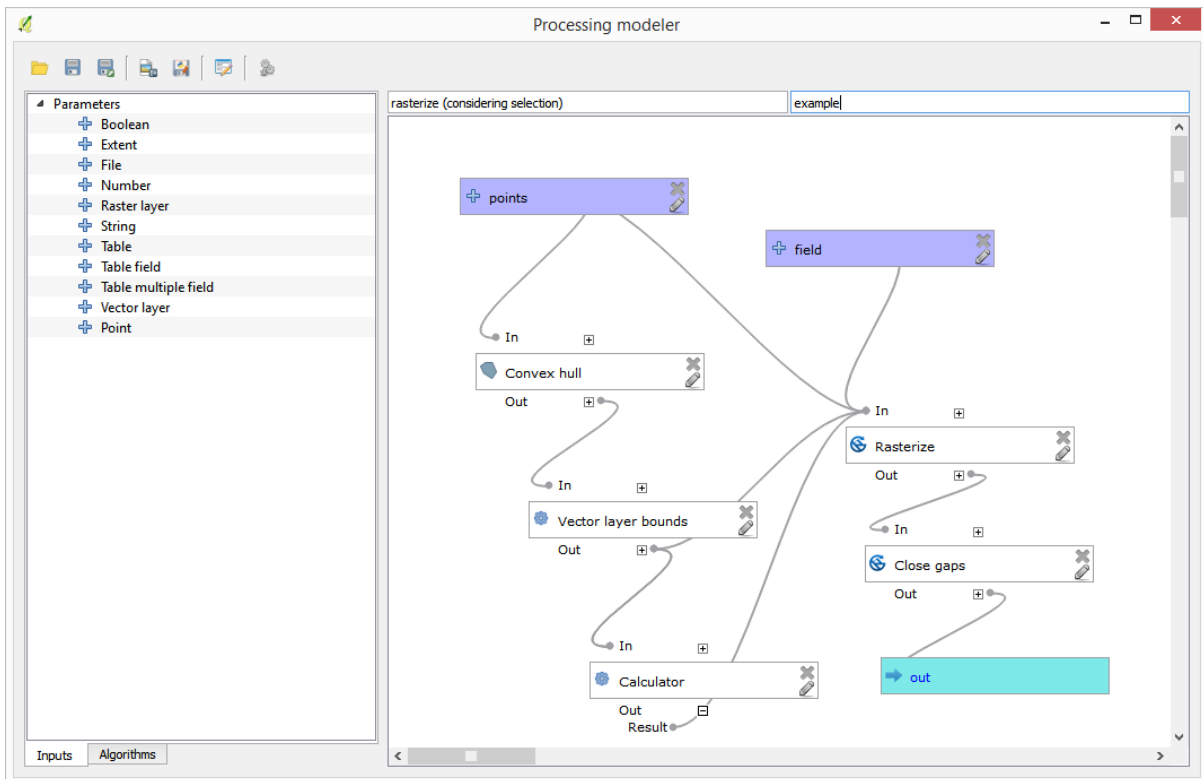 Processing modeler
Parameters
Boolean
Extent
File
Number
Raster layer
String
Table
Table field
Table multiple field
Vector layer
Point
Inputs
Algorithms
rasterize (considering selection)
example
points
field
In
Convex hull
Out
In
Rasterize
Out
In
Vector layer bounds
Out
In
Close gaps
Out
In
Calculator
Out
Result
out